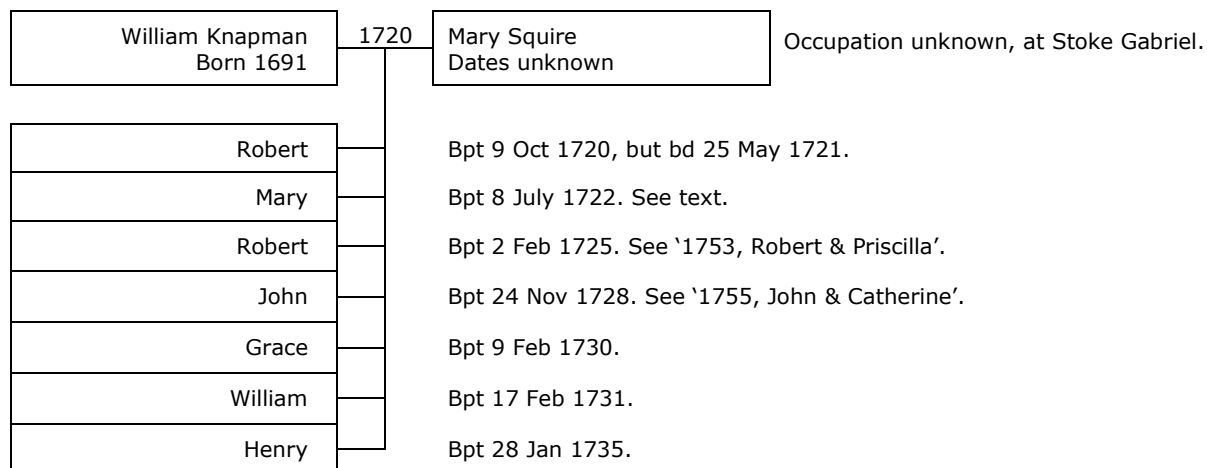 William Knapman
Born 1691
1720
Mary Squire
Dates unknown
Occupation unknown, at Stoke Gabriel.
Robert
Bpt 9 Oct 1720, but bd 25 May 1721.
Mary
Bpt 8 July 1722. See text.
Robert
Bpt 2 Feb 1725. See ‘1753, Robert & Priscilla’.
John
Bpt 24 Nov 1728. See ‘1755, John & Catherine’.
Grace
Bpt 9 Feb 1730.
William
Bpt 17 Feb 1731.
Henry
Bpt 28 Jan 1735.